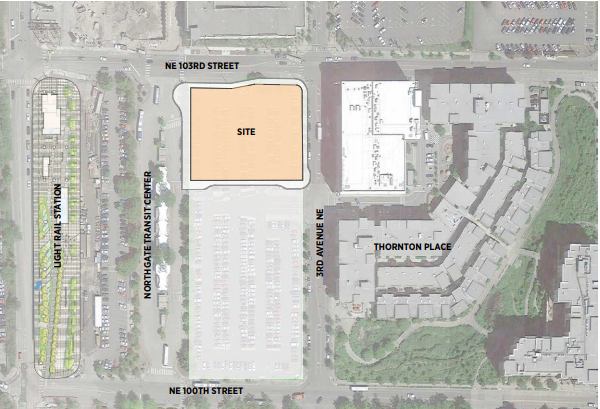 NE 103RD STREET
SITE
LIGHT RAIL STATION
NORTHGATE TRANSIT CENTER
3RD AVENUE NE
THORNTON PLACE
NE 100TH STREET